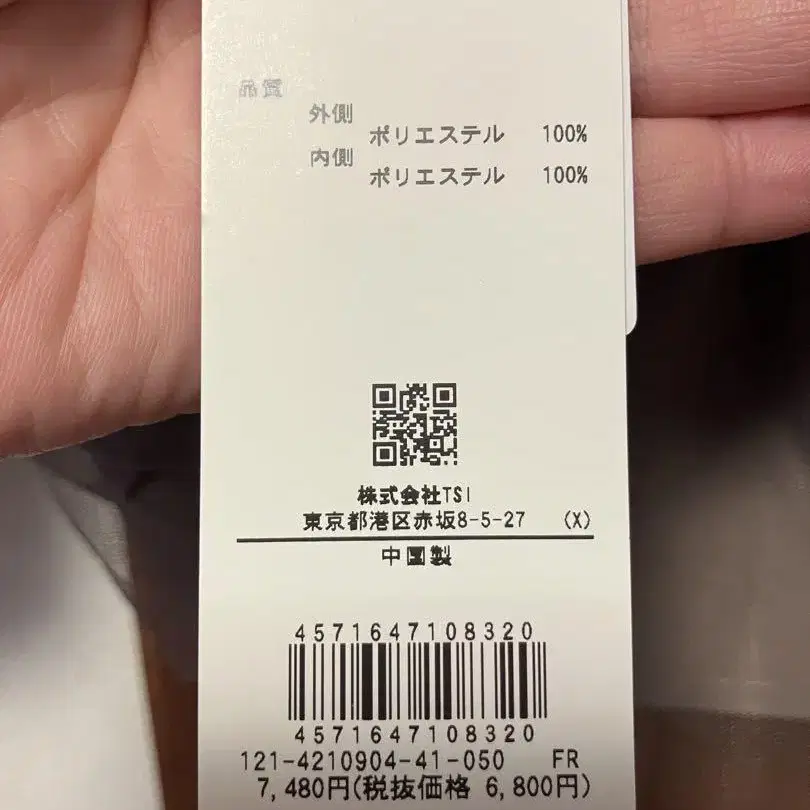 品質
外側
ポリエステル 100%
内側
ポリエステル 100%
株式会社TSI
東京都港区赤坂8-5-27 (X)
中国製
4571647108320
4571647108320
121-4210904-41-050 FR
7,480円(税抜価格 6,800円)